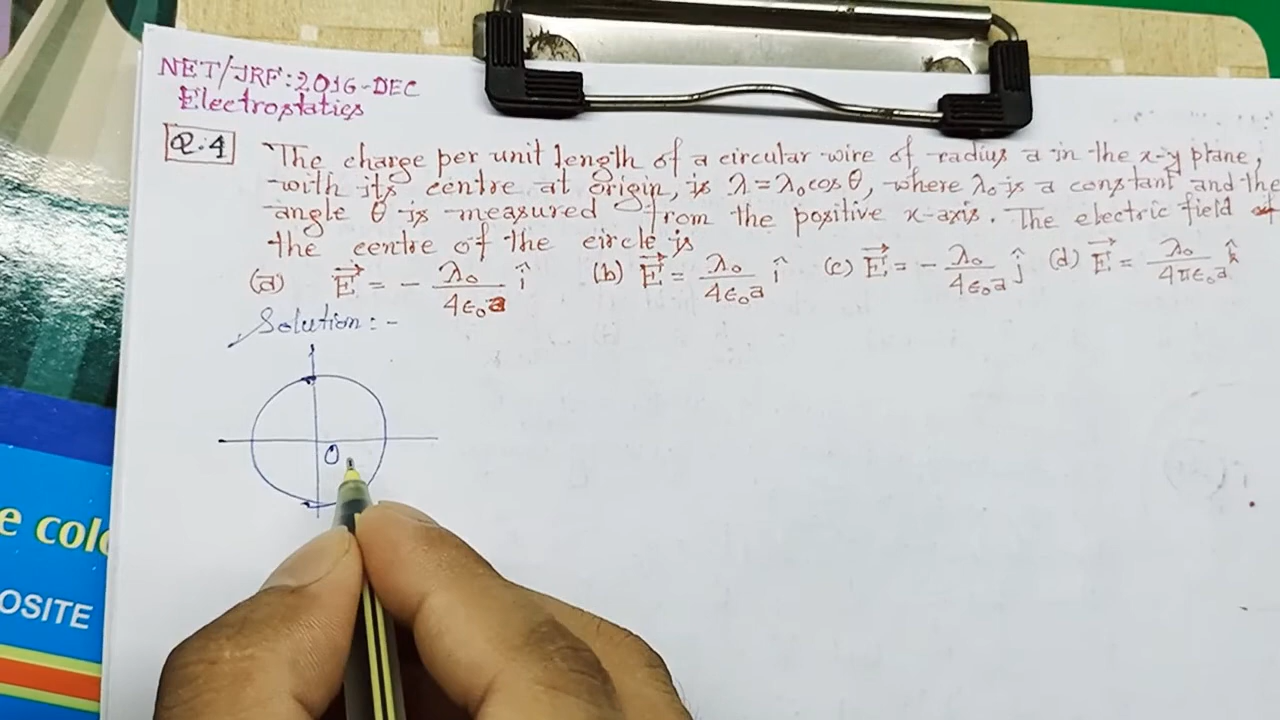 NET/JRF:2016-DEC
Electrostatics
Q.4 The charge per unit length of a circular wire of radius a in the x-y plane,
with its centre at origin, is λ=λ₀cosθ, where λ₀ is a constant and the
angle θ is measured from the positive x-axis. The electric field at
the centre of the circle is
(a) E⃗ = - λ₀/4ϵ₀a î (b) E⃗ = λ₀/4ϵ₀a î (c) E⃗ = - λ₀/4ϵ₀a ĵ (d) E⃗ = λ₀/4πϵ₀a k̂
Solution:-
O
e colo
OSITE